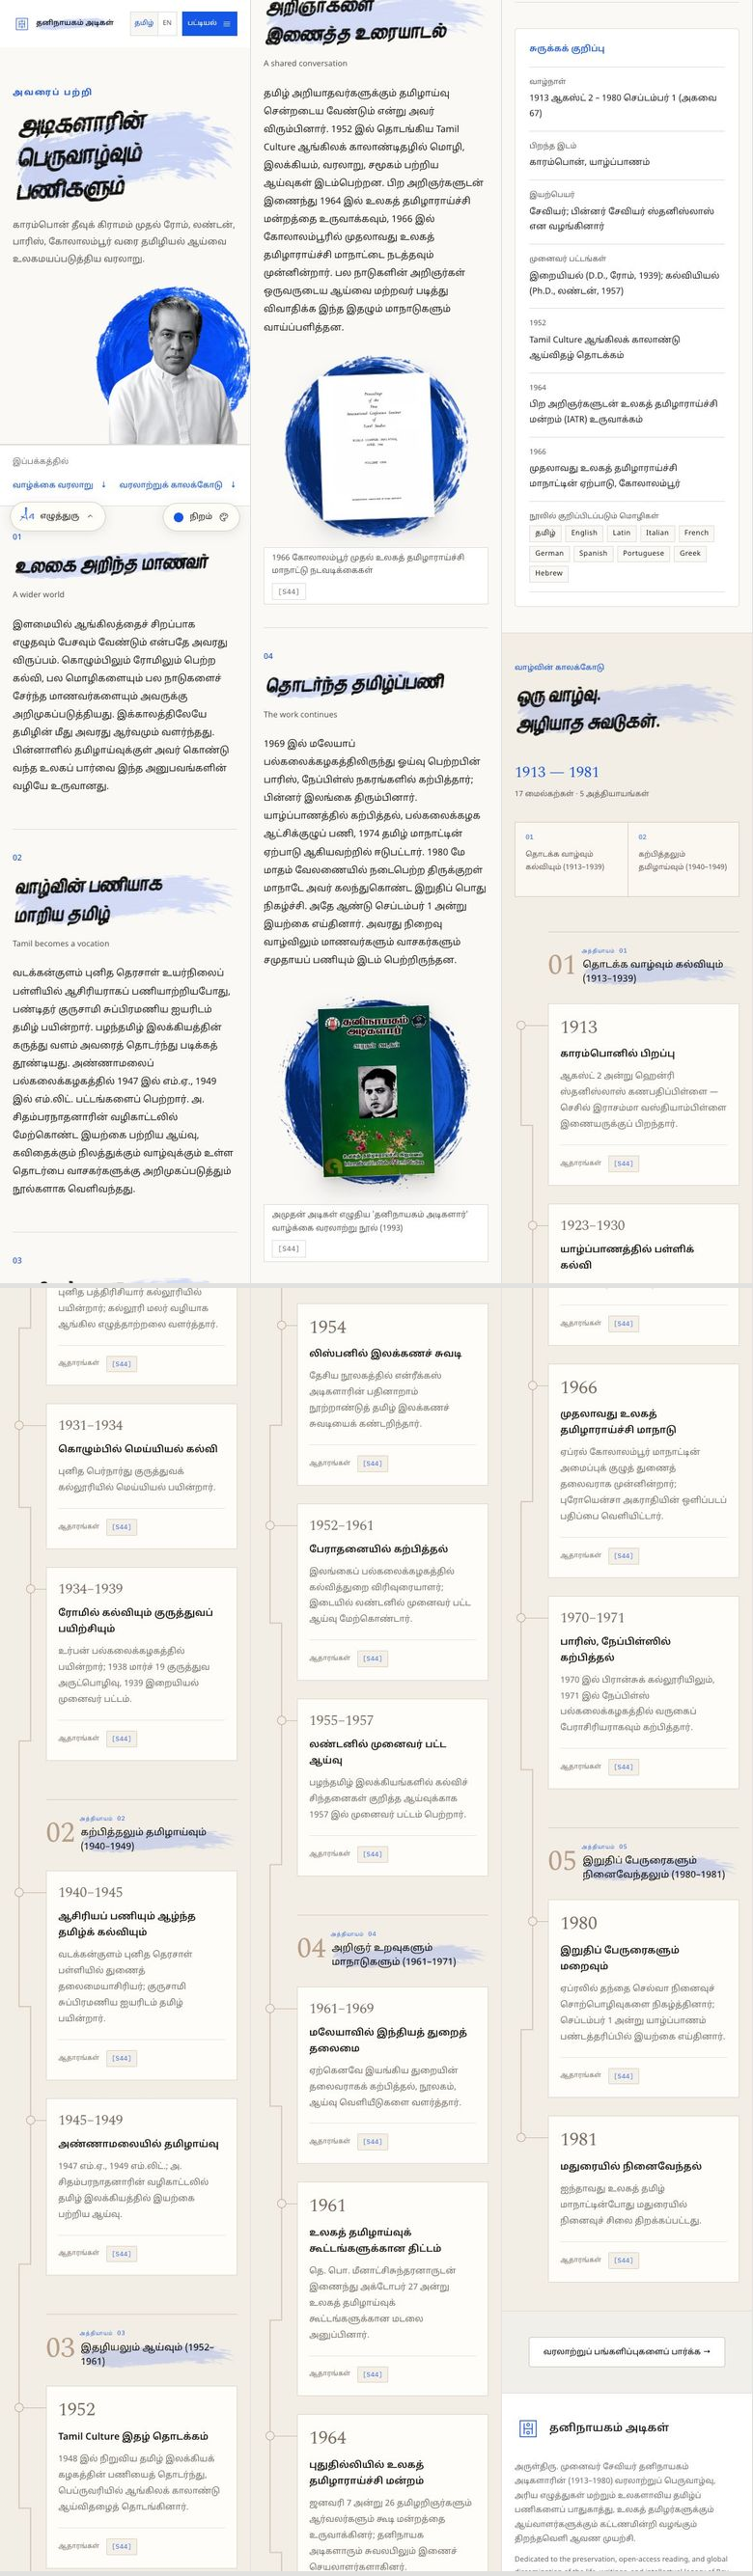 தனிநாயகம் அடிகள்
தமிழ்
EN
பட்டியல்
அவரைப் பற்றி
அடிகளாரின்
பெருவாழ்வும்
பணிகளும்
காரம்பொன் தீவுக் கிராமம் முதல் ரோம், லண்டன்,
பாரிஸ், கோலாலம்பூர் வரை தமிழியல் ஆய்வை
உலகமயப்படுத்திய வரலாறு.
இப்பக்கத்தில்
வாழ்க்கை வரலாறு ↓ வரலாற்றுக் காலக்கோடு ↓
எழுத்துரு
நிறம்
01
உலகை அறிந்த மாணவர்
A wider world
இளமையில் ஆங்கிலத்தைச் சிறப்பாக
எழுதவும் பேசவும் வேண்டும் என்பதே அவரது
விருப்பம். கொழும்பிலும் ரோமிலும் பெற்ற
கல்வி, பல மொழிகளையும் பல நாடுகளைச்
சேர்ந்த மாணவர்களையும் அவருக்கு
அறிமுகப்படுத்தியது. இக்காலத்திலேயே
தமிழின் மீது அவரது ஆர்வமும் வளர்ந்தது.
பின்னாளில் தமிழாய்வுக்குள் அவர் கொண்டு
வந்த உலகப் பார்வை இந்த அனுபவங்களின்
வழியே உருவானது.
02
வாழ்வின் பணியாக
மாறிய தமிழ்
Tamil becomes a vocation
வடக்கன்குளம் புனித தெரசாள் உயர்நிலைப்
பள்ளியில் ஆசிரியராகப் பணியாற்றியபோது,
பண்டிதர் குருசாமி சுப்பிரமணிய ஐயரிடம்
தமிழ் பயின்றார். பழந்தமிழ் இலக்கியத்தின்
கருத்து வளம் அவரைத் தொடர்ந்து படிக்கத்
தூண்டியது. அண்ணாமலைப்
பல்கலைக்கழகத்தில் 1947 இல் எம்.ஏ., 1949
இல் எம்.லிட். பட்டங்களைப் பெற்றார். அ.
சிதம்பரநாதனாரின் வழிகாட்டலில்
மேற்கொண்ட இயற்கை பற்றிய ஆய்வு,
கவிதைக்கும் நிலத்துக்கும் வாழ்வுக்கும் உள்ள
தொடர்பை வாசகர்களுக்கு அறிமுகப்படுத்தும்
நூல்களாக வெளிவந்தது.
03
அறிஞர்களை
இணைத்த உரையாடல்
A shared conversation
தமிழ் அறியாதவர்களுக்கும் தமிழாய்வு
சென்றடைய வேண்டும் என்று அவர்
விரும்பினார். 1952 இல் தொடங்கிய Tamil
Culture ஆங்கிலக் காலாண்டிதழில் மொழி,
இலக்கியம், வரலாறு, சமூகம் பற்றிய
ஆய்வுகள் இடம்பெற்றன. பிற அறிஞர்களுடன்
இணைந்து 1964 இல் உலகத் தமிழாராய்ச்சி
மன்றத்தை உருவாக்கவும், 1966 இல்
கோலாலம்பூரில் முதலாவது உலகத்
தமிழாராய்ச்சி மாநாட்டை நடத்தவும்
முன்னின்றார். பல நாடுகளின் அறிஞர்கள்
ஒருவருடைய ஆய்வை மற்றவர் படித்து
விவாதிக்க இந்த இதழும் மாநாடுகளும்
வாய்ப்பளித்தன.
1966 கோலாலம்பூர் முதல் உலகத் தமிழாராய்ச்சி
மாநாட்டு நடவடிக்கைகள்
[S44]
04
தொடர்ந்த தமிழ்ப்பணி
The work continues
1969 இல் மலேயாப்
பல்கலைக்கழகத்திலிருந்து ஓய்வு பெற்றபின்
பாரிஸ், நேப்பிள்ஸ் நகரங்களில் கற்பித்தார்;
பின்னர் இலங்கை திரும்பினார்.
யாழ்ப்பாணத்தில் கற்பித்தல், பல்கலைக்கழக
ஆட்சிக்குழுப் பணி, 1974 தமிழ் மாநாட்டின்
ஏற்பாடு ஆகியவற்றில் ஈடுபட்டார். 1980 மே
மாதம் வேலணையில் நடைபெற்ற திருக்குறள்
மாநாடே அவர் கலந்துகொண்ட இறுதிப் பொது
நிகழ்ச்சி. அதே ஆண்டு செப்டம்பர் 1 அன்று
இயற்கை எய்தினார். அவரது நிறைவு
வாழ்விலும் மாணவர்களும் வாசகர்களும்
சமுதாயப் பணியும் இடம் பெற்றிருந்தன.
தனிநாயகம்
அடிகளார்
அமுதன் அடிகள்
அமுதன் அடிகள் எழுதிய 'தனிநாயகம் அடிகளார்'
வாழ்க்கை வரலாற்று நூல் (1993)
[S44]
சுருக்கக் குறிப்பு
வாழ்நாள்
1913 ஆகஸ்ட் 2 – 1980 செப்டம்பர் 1 (அகவை
67)
பிறந்த இடம்
காரம்பொன், யாழ்ப்பாணம்
இயற்பெயர்
சேவியர்; பின்னர் சேவியர் ஸ்தனிஸ்லாஸ்
என வழங்கினார்
முனைவர் பட்டங்கள்
இறையியல் (D.D., ரோம், 1939); கல்வியியல்
(Ph.D., லண்டன், 1957)
1952
Tamil Culture ஆங்கிலக் காலாண்டு
ஆய்விதழ் தொடக்கம்
1964
பிற அறிஞர்களுடன் உலகத் தமிழாராய்ச்சி
மன்றம் (IATR) உருவாக்கம்
1966
முதலாவது உலகத் தமிழாராய்ச்சி
மாநாட்டின் ஏற்பாடு, கோலாலம்பூர்
நூலில் குறிப்பிடப்படும் மொழிகள்
தமிழ் English Latin Italian French
German Spanish Portuguese Greek
Hebrew
வாழ்வின் காலக்கோடு
ஒரு வாழ்வு.
அழியாத சுவடுகள்.
1913 — 1981
17 மைல்கற்கள் · 5 அத்தியாயங்கள்
01
தொடக்க வாழ்வும்
கல்வியும் (1913–1939)
02
கற்பித்தலும்
தமிழாய்வும் (1940–1949)
01
அத்தியாயம் 01
தொடக்க வாழ்வும் கல்வியும்
(1913–1939)
1913
காரம்பொனில் பிறப்பு
ஆகஸ்ட் 2 அன்று ஹென்றி
ஸ்தனிஸ்லாஸ் கணபதிப்பிள்ளை —
செசில் இராசம்மா வஸ்தியாம்பிள்ளை
இணையருக்குப் பிறந்தார்.
ஆதாரங்கள் [S44]
1923–1930
யாழ்ப்பாணத்தில் பள்ளிக்
கல்வி
புனித பத்திரிசியார் கல்லூரியில்
பயின்றார்; கல்லூரி மலர் வழியாக
ஆங்கில எழுத்தாற்றலை வளர்த்தார்.
ஆதாரங்கள் [S44]
1931–1934
கொழும்பில் மெய்யியல் கல்வி
புனித பெர்நார்து குருத்துவக்
கல்லூரியில் மெய்யியல் பயின்றார்.
ஆதாரங்கள் [S44]
1934–1939
ரோமில் கல்வியும் குருத்துவப்
பயிற்சியும்
உர்பன் பல்கலைக்கழகத்தில்
பயின்றார்; 1938 மார்ச் 19 குருத்துவ
அருட்பொழிவு, 1939 இறையியல்
முனைவர் பட்டம்.
ஆதாரங்கள் [S44]
02
அத்தியாயம் 02
கற்பித்தலும் தமிழாய்வும்
(1940–1949)
1940–1945
ஆசிரியப் பணியும் ஆழ்ந்த
தமிழ்க் கல்வியும்
வடக்கன்குளம் புனித தெரசாள்
பள்ளியில் துணைத்
தலைமையாசிரியர்; குருசாமி
சுப்பிரமணிய ஐயரிடம் தமிழ்
பயின்றார்.
ஆதாரங்கள் [S44]
1945–1949
அண்ணாமலையில் தமிழாய்வு
1947 எம்.ஏ., 1949 எம்.லிட்.; அ.
சிதம்பரநாதனாரின் வழிகாட்டலில்
தமிழ் இலக்கியத்தில் இயற்கை
பற்றிய ஆய்வு.
ஆதாரங்கள் [S44]
03
அத்தியாயம் 03
இதழியலும் ஆய்வும் (1952–
1961)
1952
Tamil Culture இதழ் தொடக்கம்
1948 இல் நிறுவிய தமிழ் இலக்கியக்
கழகத்தின் பணியைத் தொடர்ந்து,
பெப்ருவரியில் ஆங்கிலக் காலாண்டு
ஆய்விதழைத் தொடங்கினார்.
ஆதாரங்கள் [S44]
1954
லிஸ்பனில் இலக்கணச் சுவடி
தேசிய நூலகத்தில் என்ரீக்கஸ்
அடிகளாரின் பதினாறாம்
நூற்றாண்டுத் தமிழ் இலக்கணச்
சுவடியைக் கண்டறிந்தார்.
ஆதாரங்கள் [S44]
1952–1961
பேராதனையில் கற்பித்தல்
இலங்கைப் பல்கலைக்கழகத்தில்
கல்வித்துறை விரிவுரையாளர்;
இடையில் லண்டனில் முனைவர் பட்ட
ஆய்வு மேற்கொண்டார்.
ஆதாரங்கள் [S44]
1955–1957
லண்டனில் முனைவர் பட்ட
ஆய்வு
பழந்தமிழ் இலக்கியங்களில் கல்விச்
சிந்தனைகள் குறித்த ஆய்வுக்காக
1957 இல் முனைவர் பட்டம் பெற்றார்.
ஆதாரங்கள் [S44]
04
அத்தியாயம் 04
அறிஞர் உறவுகளும்
மாநாடுகளும் (1961–1971)
1961–1969
மலேயாவில் இந்தியத் துறைத்
தலைமை
ஏற்கெனவே இயங்கிய துறையின்
தலைவராகக் கற்பித்தல், நூலகம்,
ஆய்வு வெளியீடுகளை வளர்த்தார்.
ஆதாரங்கள் [S44]
1961
உலகத் தமிழாய்வுக்
கூட்டங்களுக்கான திட்டம்
தெ. பொ. மீனாட்சிசுந்தரனாருடன்
இணைந்து அக்டோபர் 27 அன்று
உலகத் தமிழாய்வுக்
கூட்டங்களுக்கான மடலை
அனுப்பினார்.
ஆதாரங்கள் [S44]
1964
புதுதில்லியில் உலகத்
தமிழாராய்ச்சி மன்றம்
ஜனவரி 7 அன்று 26 தமிழறிஞர்களும்
ஆர்வலர்களும் கூடி மன்றத்தை
உருவாக்கினர்; தனிநாயக
அடிகளாரும் சுவலபிலும் இணைச்
செயலாளர்களாகினர்.
ஆதாரங்கள் [S44]
1966
முதலாவது உலகத்
தமிழாராய்ச்சி மாநாடு
ஏப்ரல் கோலாலம்பூர் மாநாட்டின்
அமைப்புக் குழுத் துணைத்
தலைவராக முன்னின்றார்;
புரோயென்சா அகராதியின் ஒளிப்படப்
பதிப்பை வெளியிட்டார்.
ஆதாரங்கள் [S44]
1970–1971
பாரிஸ், நேப்பிள்ஸில்
கற்பித்தல்
1970 இல் பிரான்சுக் கல்லூரியிலும்,
1971 இல் நேப்பிள்ஸ்
பல்கலைக்கழகத்தில் வருகைப்
பேராசிரியராகவும் கற்பித்தார்.
ஆதாரங்கள் [S44]
05
அத்தியாயம் 05
இறுதிப் பேருரைகளும்
நினைவேந்தலும் (1980–1981)
1980
இறுதிப் பேருரைகளும்
மறைவும்
ஏப்ரலில் தந்தை செல்வா நினைவுச்
சொற்பொழிவுகளை நிகழ்த்தினார்;
செப்டம்பர் 1 அன்று யாழ்ப்பாணம்
பண்டத்தரிப்பில் இயற்கை எய்தினார்.
ஆதாரங்கள் [S44]
1981
மதுரையில் நினைவேந்தல்
ஐந்தாவது உலகத் தமிழ்
மாநாட்டின்போது மதுரையில்
நினைவுச் சிலை திறக்கப்பட்டது.
ஆதாரங்கள் [S44]
வரலாற்றுப் பங்களிப்புகளைப் பார்க்க →
தனிநாயகம் அடிகள்
அருள்திரு. முனைவர் சேவியர் தனிநாயகம்
அடிகளாரின் (1913–1980) வரலாற்றுப் பெருவாழ்வு,
அரிய எழுத்துகள் மற்றும் உலகளாவிய தமிழ்ப்
பணிகளைப் பாதுகாத்து, உலகத் தமிழர்களுக்கும்
ஆய்வாளர்களுக்கும் கட்டணமின்றி வழங்கும்
திறந்தவெளி ஆவண முயற்சி.
Dedicated to the preservation, open-access reading, and global